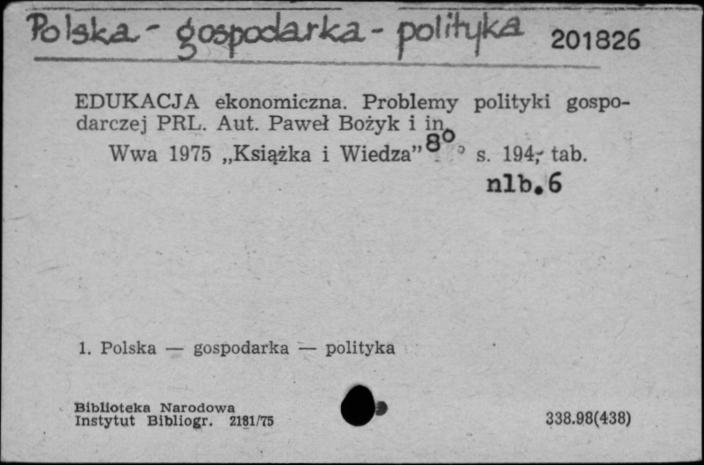 Polska - gospodarka - polityka 201826
EDUKACJA ekonomiczna. Problemy polityki gospo-
darczej PRL. Aut. Paweł Bożyk i in.
Wwa 1975 „Książka i Wiedza” 8° s. 194, tab.
nlb.6
1. Polska — gospodarka — polityka
Biblioteka Narodowa
Instytut Bibliogr. 2181/75 338.98(438)